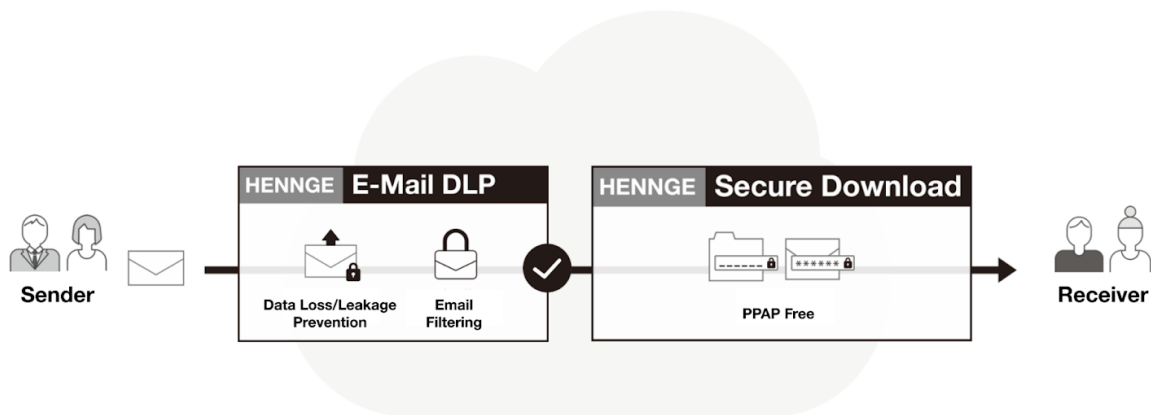 HENNGE E-Mail DLP
HENNGE Secure Download
------
******
Sender
Data Loss/Leakage
Prevention
Email
Filtering
PPAP Free
Receiver